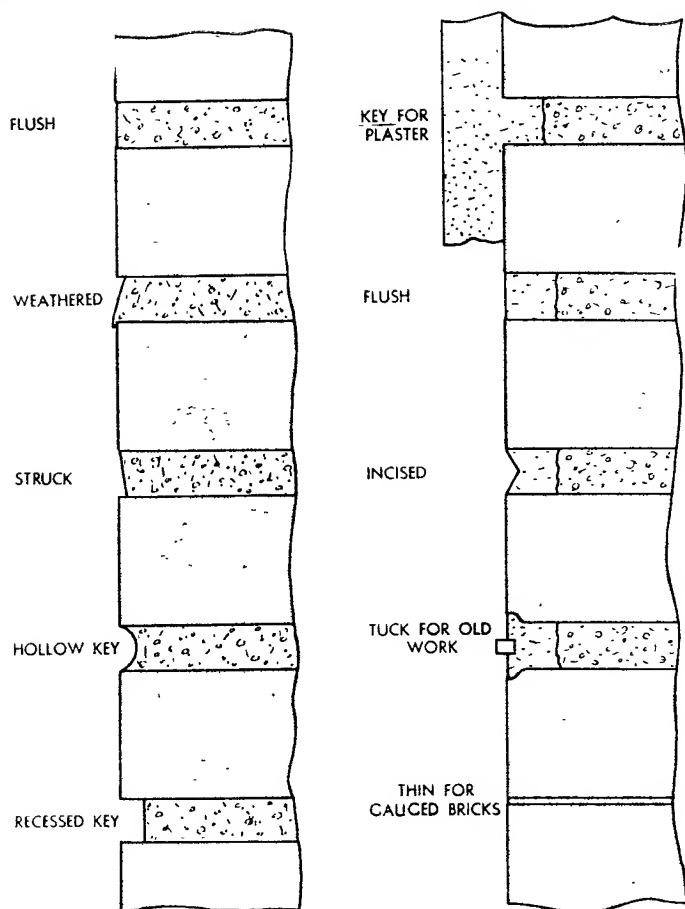 FLUSH
WEATHERED
STRUCK
HOLLOW KEY
RECESSED KEY
KEY FOR
PLASTER
FLUSH
INCISED
TUCK FOR OLD
WORK
THIN FOR
GAUGED BRICKS